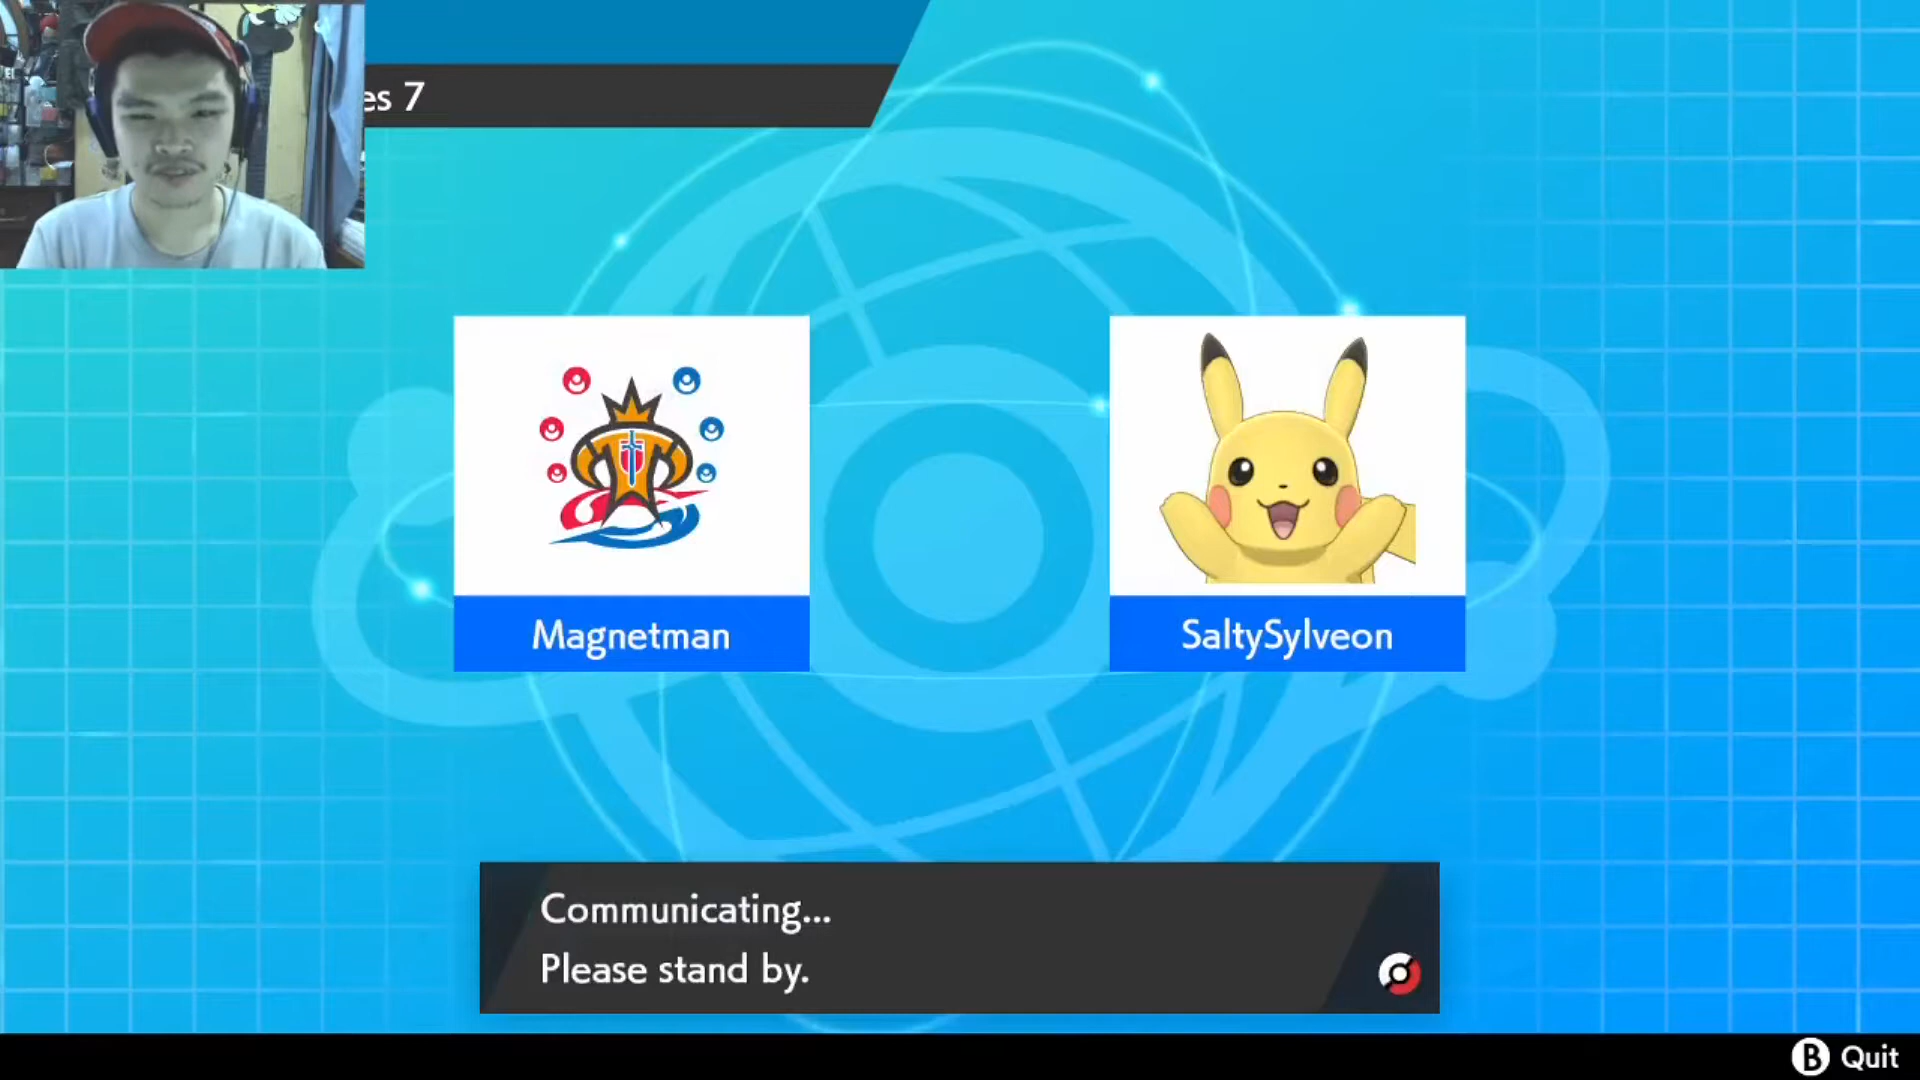 es 7
Magnetman
SaltySylveon
Communicating...
Please stand by.
B Quit